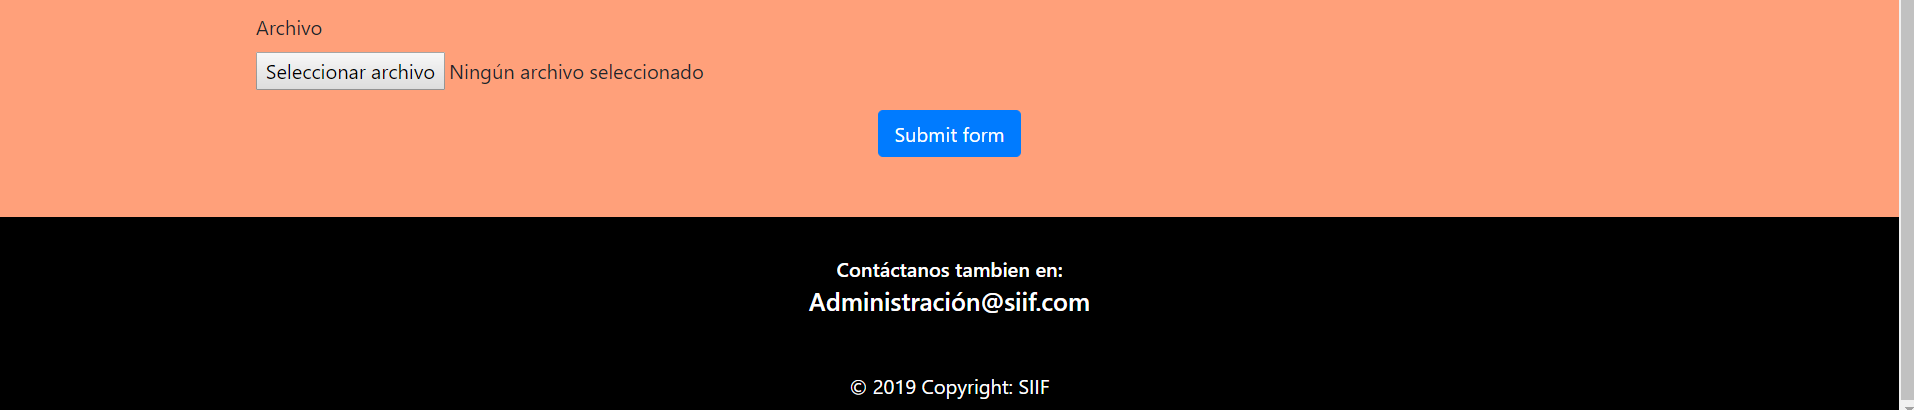 Archivo
Seleccionar archivo Ningún archivo seleccionado
Submit form
Contáctanos tambien en:
Administración@siif.com
© 2019 Copyright: SIIF